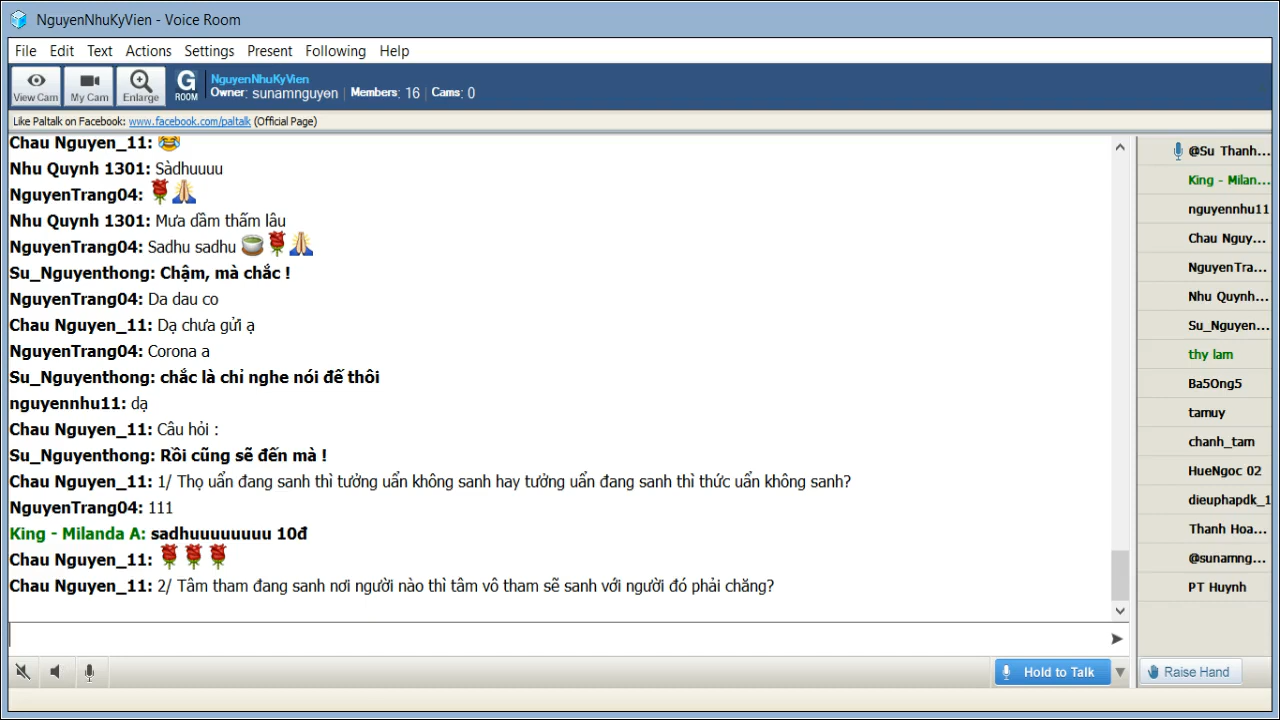 NguyenNhuKyVien - Voice Room
File Edit Text Actions Settings Present Following Help
View Cam My Cam Enlarge G ROOM NguyenNhuKyVien
Owner: sunamnguyen | Members: 16 | Cams: 0
Like Paltalk on Facebook: www.facebook.com/paltalk (Official Page)
Chau Nguyen_11: 😂
Nhu Quynh 1301: Sàdhuuuu
NguyenTrang04: 🌹🙏
Nhu Quynh 1301: Mưa dầm thấm lâu
NguyenTrang04: Sadhu sadhu 🍵🌹🙏
Su_Nguyenthong: Chậm, mà chắc !
NguyenTrang04: Da dau co
Chau Nguyen_11: Dạ chưa gửi ạ
NguyenTrang04: Corona a
Su_Nguyenthong: chắc là chỉ nghe nói đế thôi
nguyennhu11: dạ
Chau Nguyen_11: Câu hỏi :
Su_Nguyenthong: Rồi cũng sẽ đến mà !
Chau Nguyen_11: 1/ Thọ uẩn đang sanh thì tưởng uẩn không sanh hay tưởng uẩn đang sanh thì thức uẩn không sanh?
NguyenTrang04: 111
King - Milanda A: sadhuuuuuuuu 10đ
Chau Nguyen_11: 🌹🌹🌹
Chau Nguyen_11: 2/ Tâm tham đang sanh nơi người nào thì tâm vô tham sẽ sanh với người đó phải chăng?
@Su Thanh...
King - Milan...
nguyennhu11
Chau Nguy...
NguyenTra...
Nhu Quynh...
Su_Nguyen...
thy lam
Ba5Ong5
tamuy
chanh_tam
HueNgoc 02
dieuphapdk_1
Thanh Hoa...
@sunamng...
PT Huynh
Hold to Talk
Raise Hand